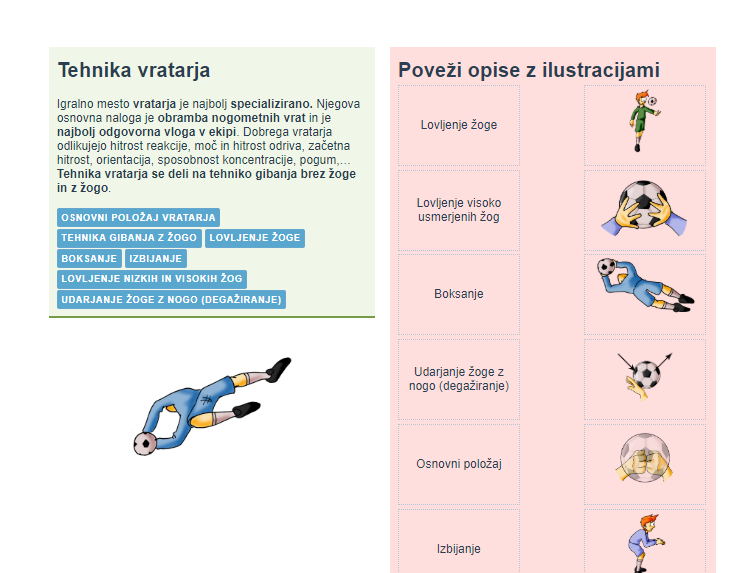 Tehnika vratarja
Igralno mesto vratarja je najbolj specializirano. Njegova
osnovna naloga je obramba nogometnih vrat in je
najbolj odgovorna vloga v ekipi. Dobrega vratarja
odlikujejo hitrost reakcije, moč in hitrost odriva, začetna
hitrost, orientacija, sposobnost koncentracije, pogum,...
Tehnika vratarja se deli na tehniko gibanja brez žoge
in z žogo.
OSNOVNI POLOŽAJ VRATARJA
TEHNIKA GIBANJA Z ŽOGO LOVLJENJE ŽOGE
BOKSANJE IZBIJANJE
LOVLJENJE NIZKIH IN VISOKIH ŽOG
UDARJANJE ŽOGE Z NOGO (DEGAŽIRANJE)
Poveži opise z ilustracijami
Lovljenje žoge
Lovljenje visoko
usmerjenih žog
Boksanje
Udarjanje žoge z
nogo (degažiranje)
Osnovni položaj
Izbijanje